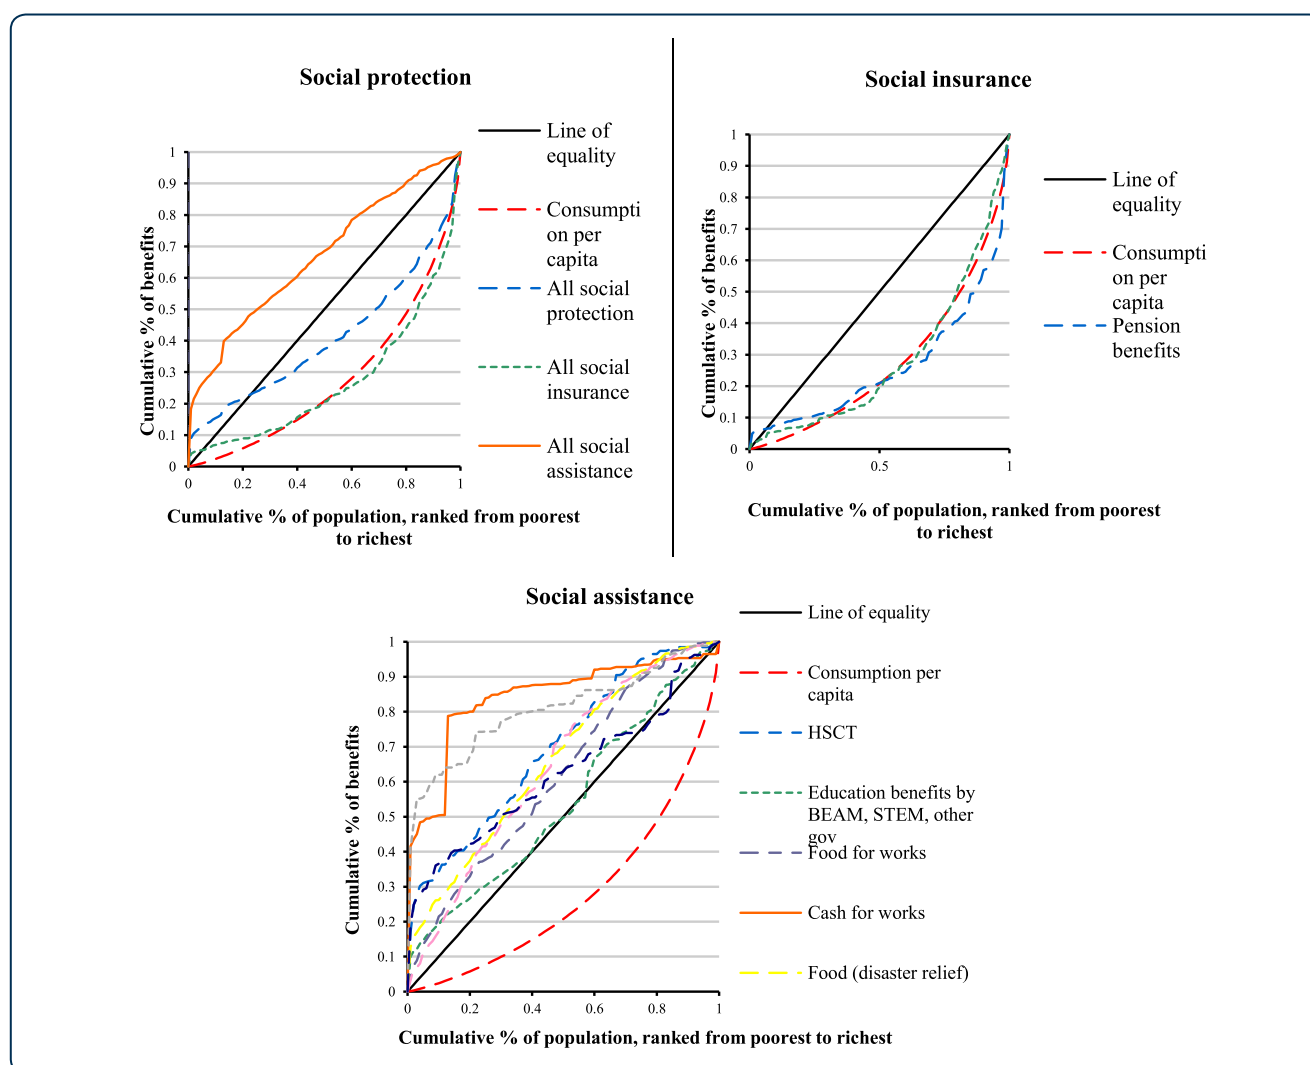 Social protection
1
0.9
0.8
0.7
0.6
0.5
0.4
0.3
0.2
0.1
0
0
0.2
0.4
0.6
0.8
1
Cumulative % of benefits
Cumulative % of population, ranked from poorest
to richest
Line of
equality
Consumpti
on per
capita
All social
protection
All social
insurance
All social
assistance
Social insurance
1
0.9
0.8
0.7
0.6
0.5
0.4
0.3
0.2
0.1
0
0
0.5
1
Cumulative % of benefits
Cumulative % of population, ranked from poorest
to richest
Line of
equality
Consumpti
on per
capita
Pension
benefits
Social assistance
1
0.9
0.8
0.7
0.6
0.5
0.4
0.3
0.2
0.1
0
0
0.2
0.4
0.6
0.8
1
Cumulative % of benefits
Cumulative % of population, ranked from poorest to richest
Line of equality
Consumption per
capita
HSCT
Education benefits by
BEAM, STEM, other
gov
Food for works
Cash for works
Food (disaster relief)